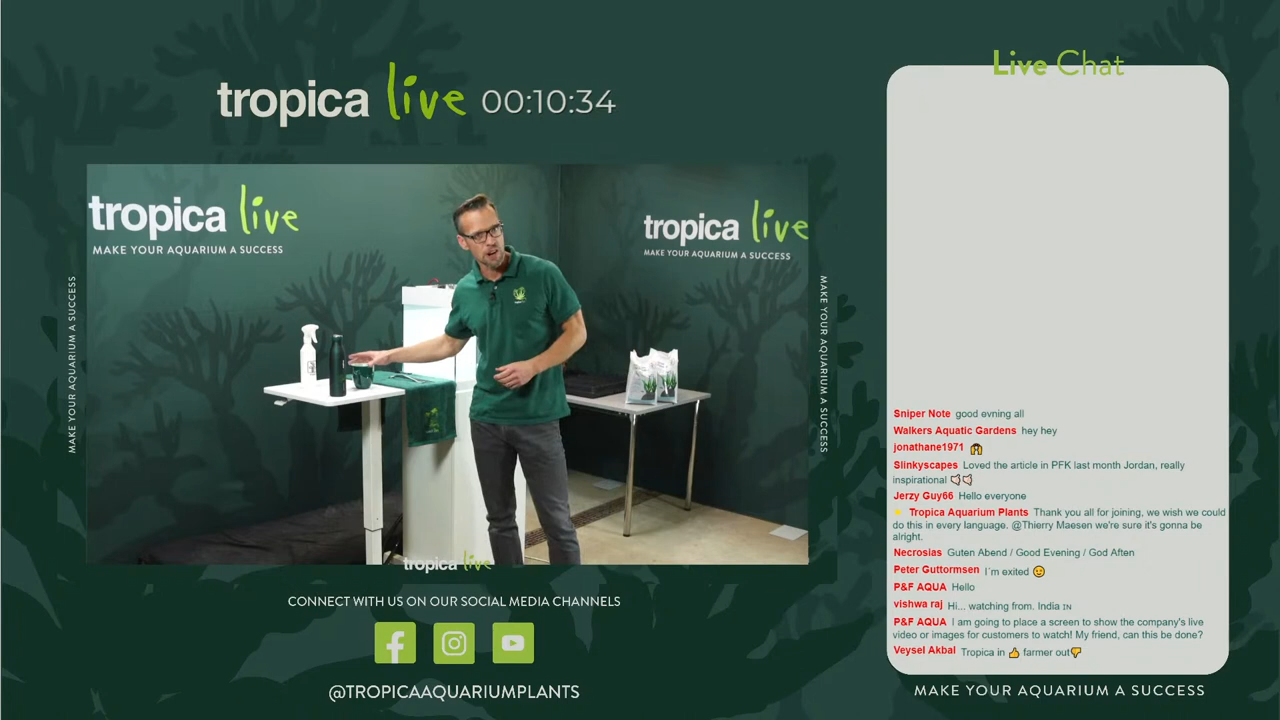 tropica live 00:10:34
Live Chat
tropica live
MAKE YOUR AQUARIUM A SUCCESS
tropica live
MAKE YOUR AQUARIUM A SUCCESS
MAKE YOUR AQUARIUM A SUCCESS
MAKE YOUR AQUARIUM A SUCCESS
tropica live
CONNECT WITH US ON OUR SOCIAL MEDIA CHANNELS
@TROPICAAQUARIUMPLANTS
Sniper Note good evning all
Walkers Aquatic Gardens hey hey
jonathane1971
Slinkyscapes Loved the article in PFK last month Jordan, really
inspirational
Jerzy Guy66 Hello everyone
Tropica Aquarium Plants Thank you all for joining, we wish we could
do this in every language. @Thierry Maesen we're sure it's gonna be
alright.
Necrosias Guten Abend / Good Evening / God Aften
Peter Guttormsen I´m exited 😉
P&F AQUA Hello
vishwa raj Hi... watching from. India IN
P&F AQUA I am going to place a screen to show the company's live
video or images for customers to watch! My friend, can this be done?
Veysel Akbal Tropica in 👍 farmer out👎
MAKE YOUR AQUARIUM A SUCCESS